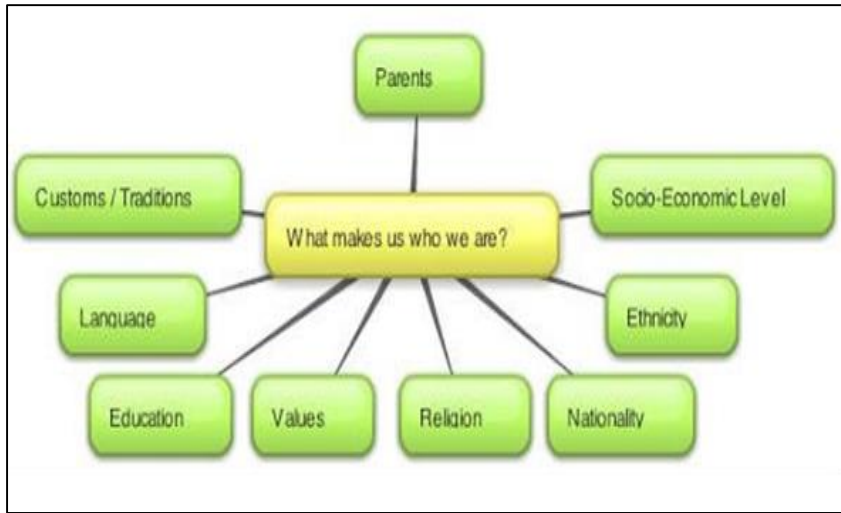 Parents
Customs / Traditions
Socio-Economic Level
What makes us who we are?
Language
Ethnicity
Education
Values
Religion
Nationality